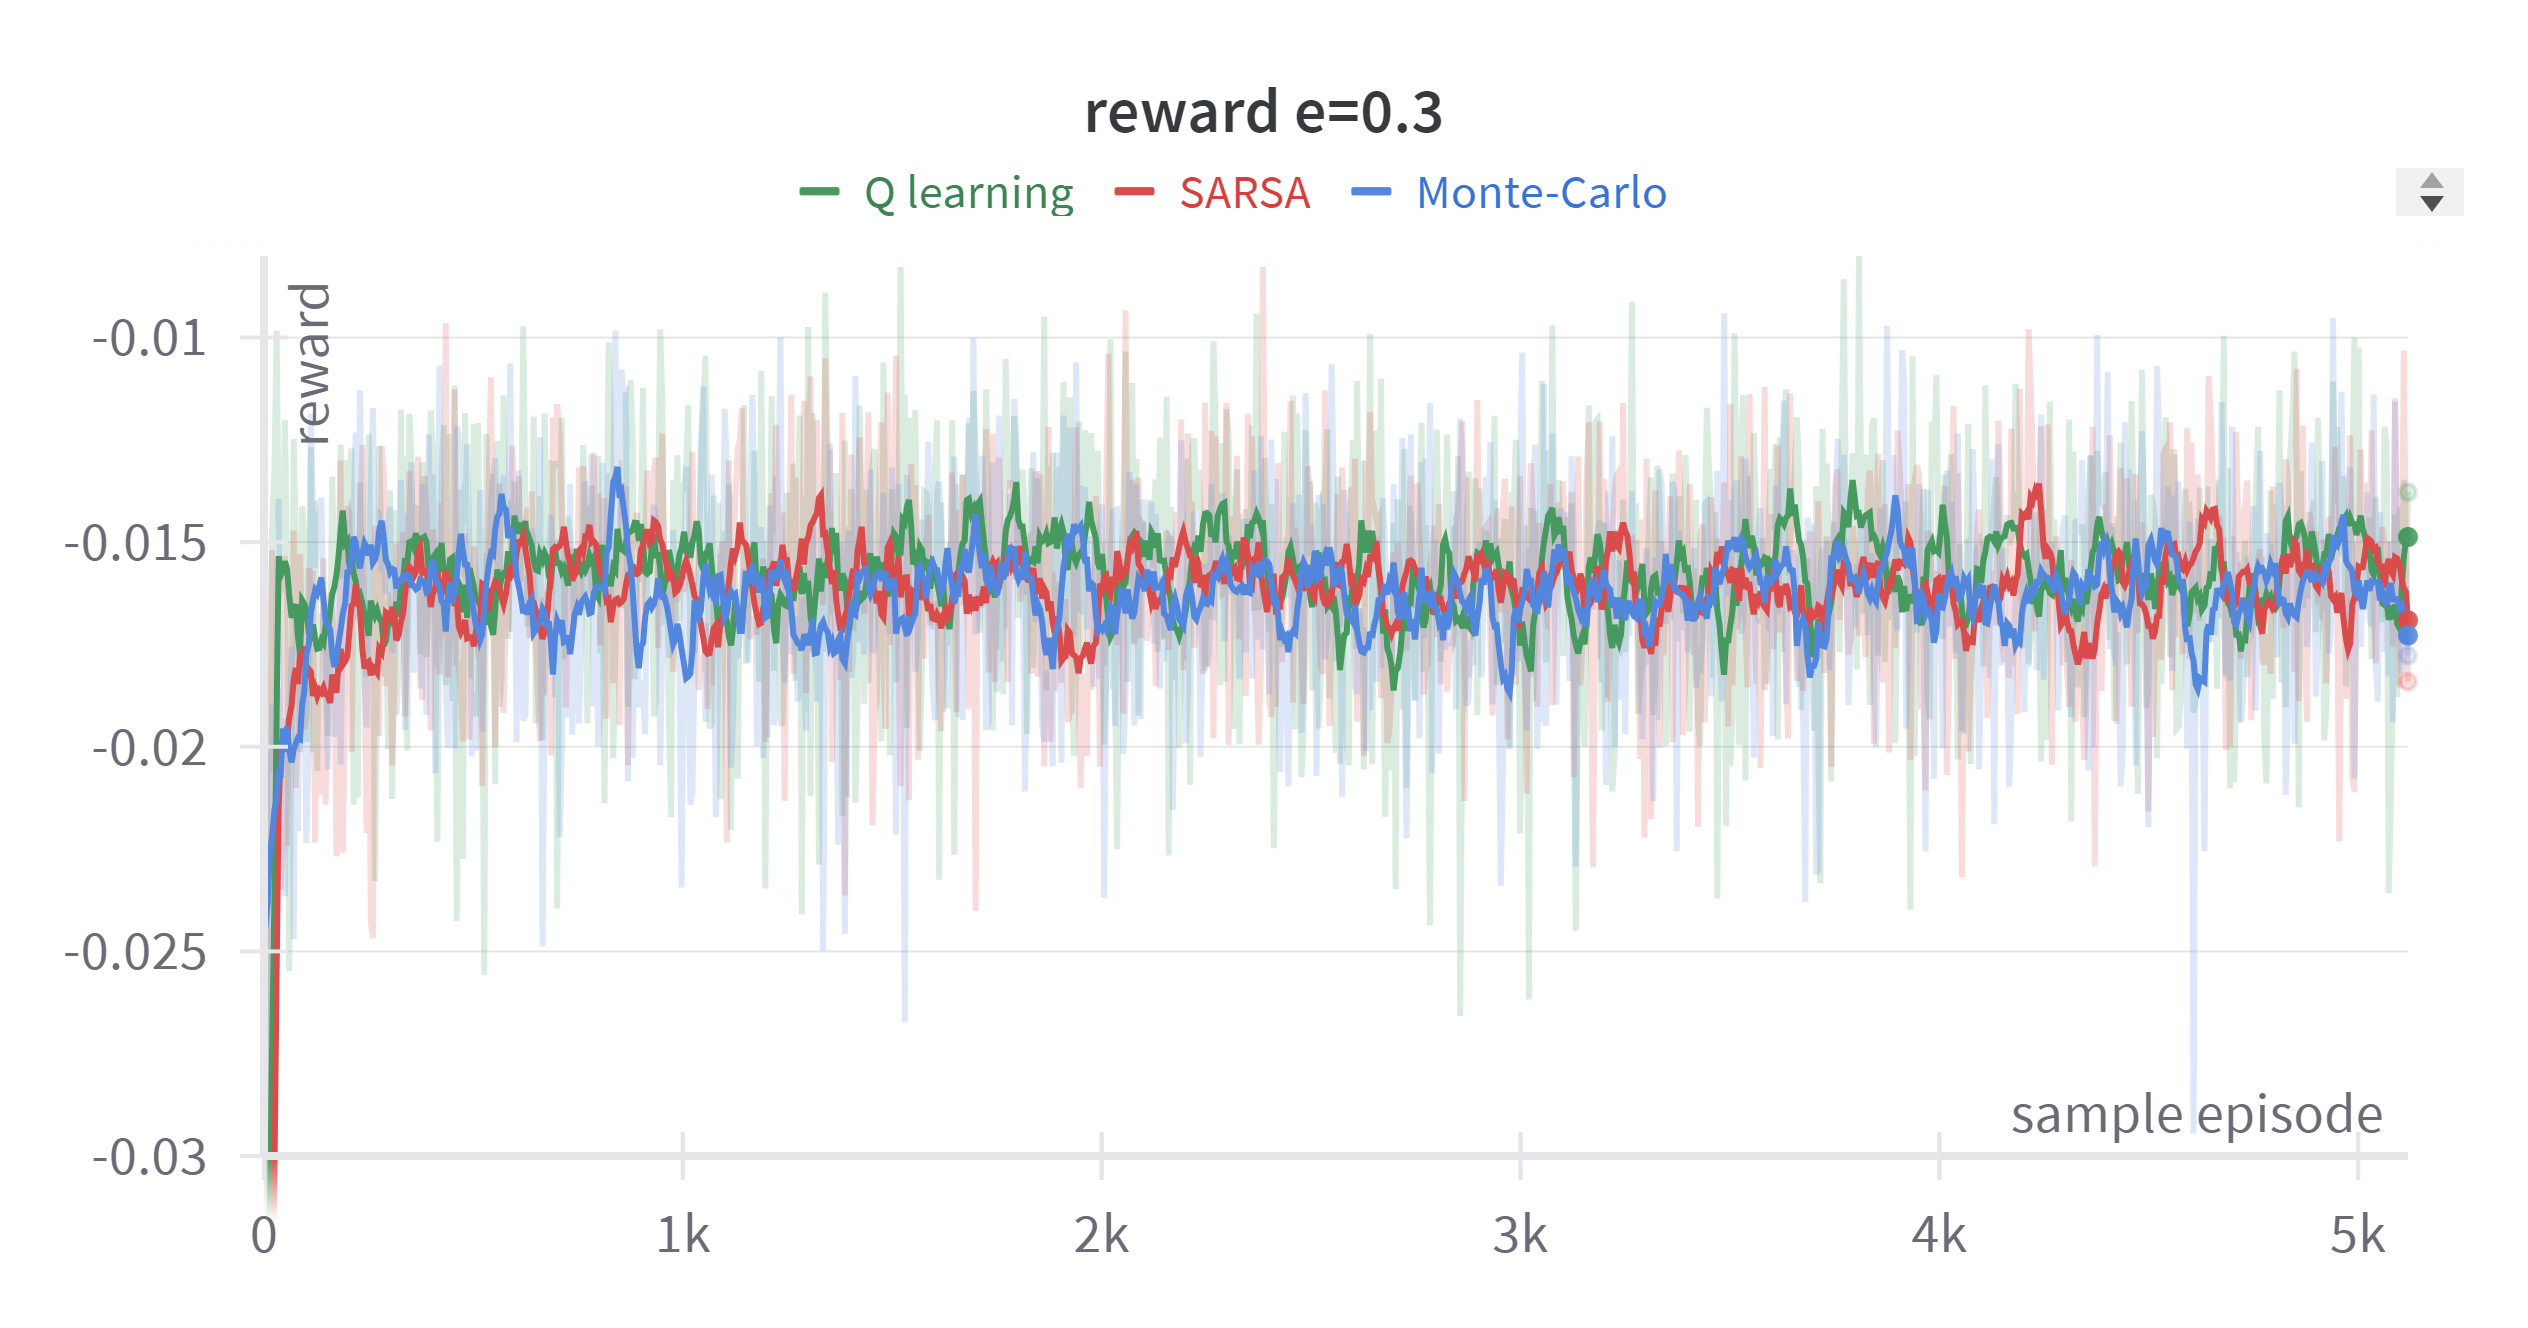 reward e=0.3
Q learning SARSA Monte-Carlo
reward
-0.01
-0.015
-0.02
-0.025
-0.03
sample episode
0 1k 2k 3k 4k 5k